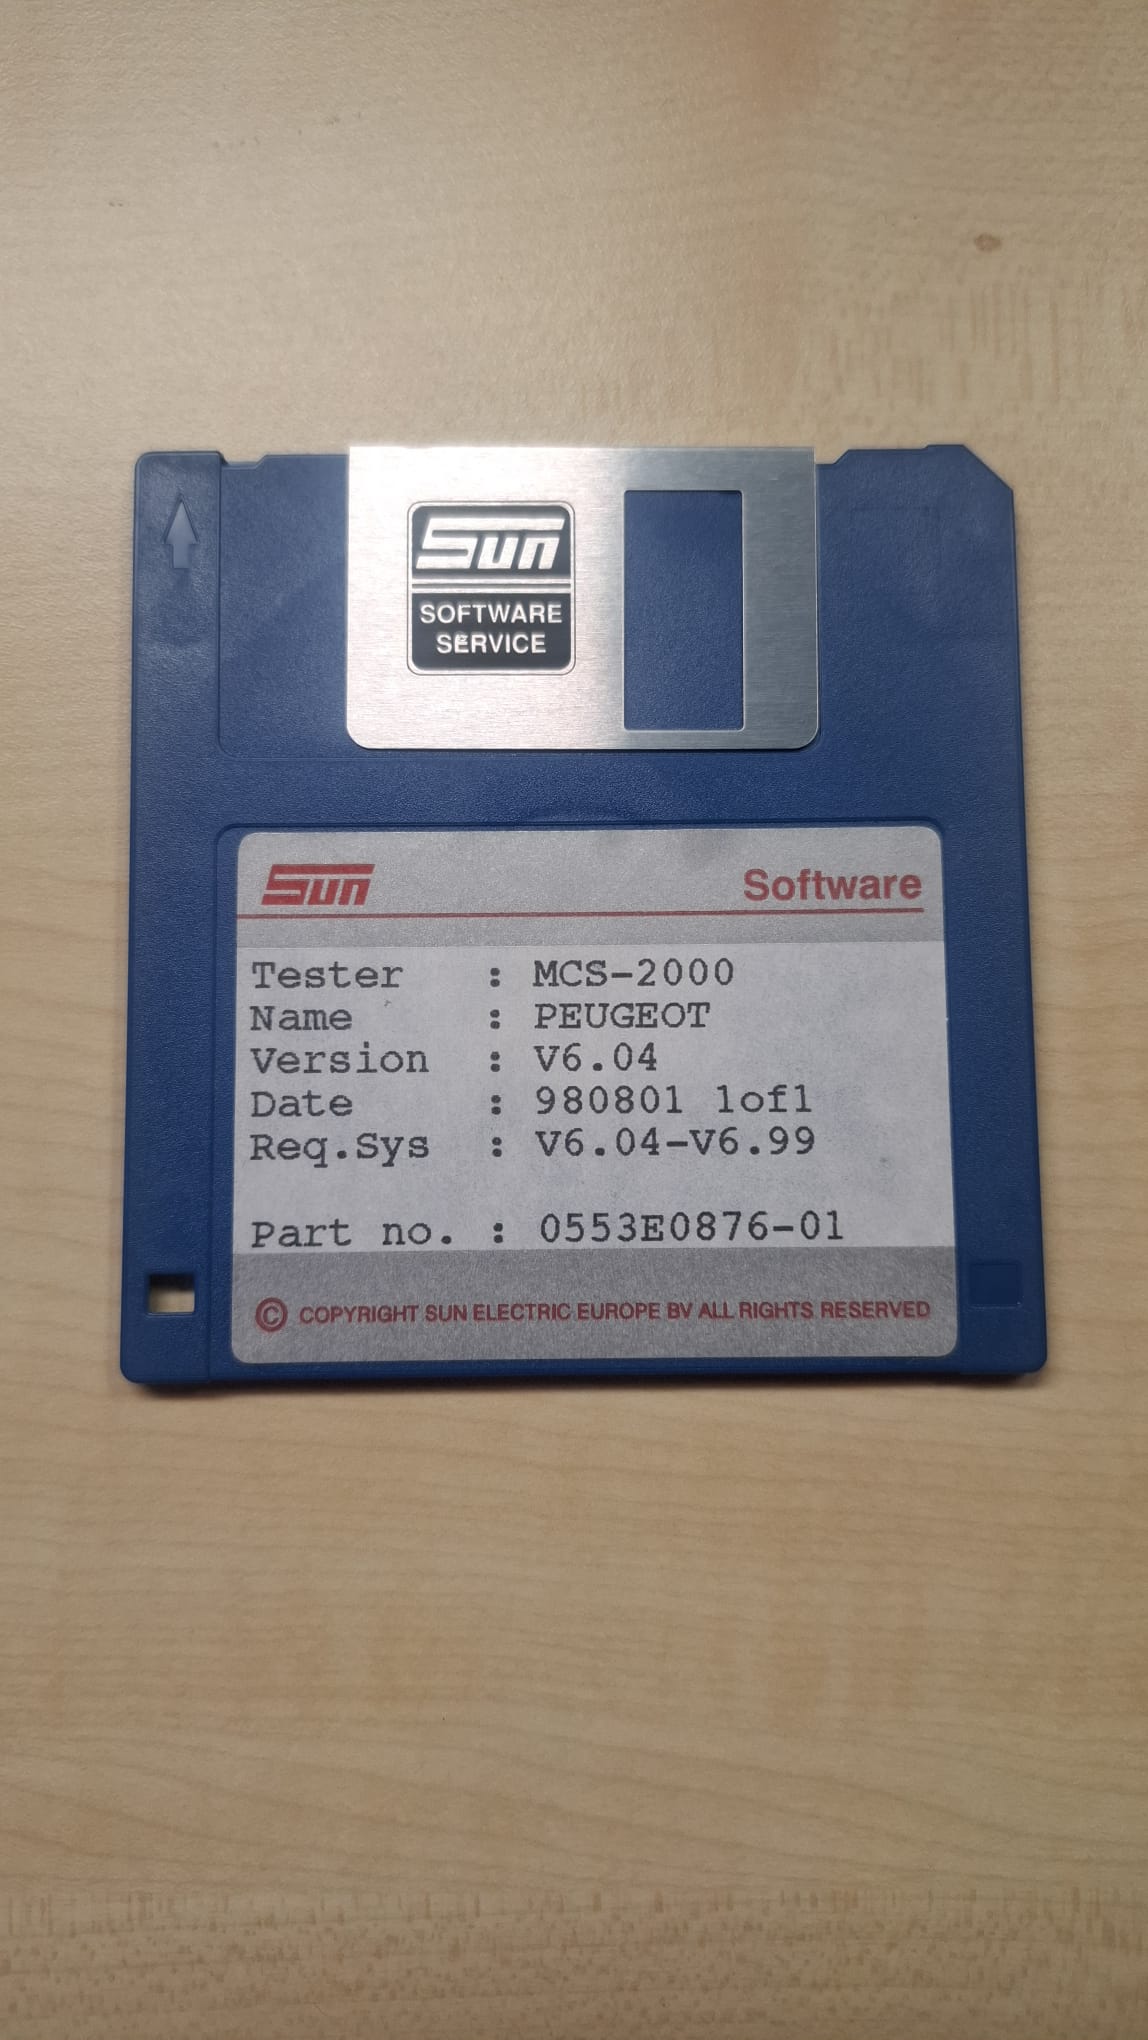 Sun
SOFTWARE
SERVICE
Sun Software
Tester : MCS-2000
Name : PEUGEOT
Version : V6.04
Date : 980801 1of1
Req.Sys : V6.04-V6.99
Part no. : 0553E0876-01
© COPYRIGHT SUN ELECTRIC EUROPE BV ALL RIGHTS RESERVED